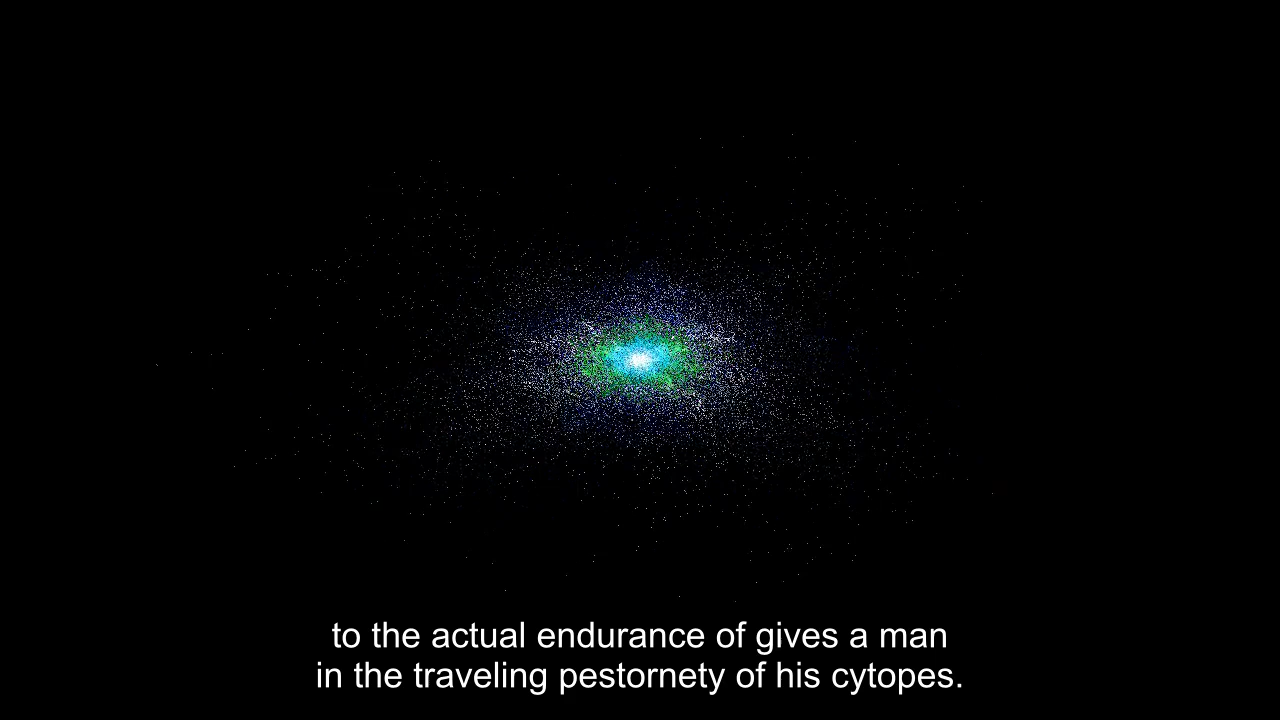 to the actual endurance of gives a man
in the traveling pestornety of his cytopes.